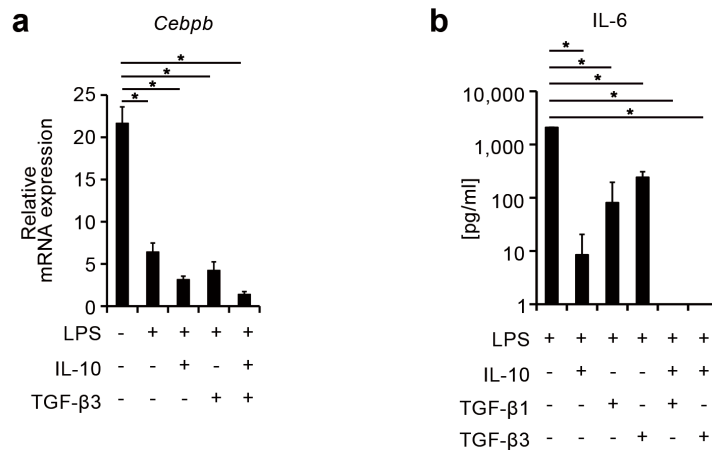 a
Cebpb
*
*
*
*
Relative
mRNA expression
25
20
15
10
5
0
LPS - + + + +
IL-10 - - + - +
TGF-β3 - - - + +
b
IL-6
*
*
*
*
*
[pg/ml]
10,000
1,000
100
10
1
LPS + + + + + +
IL-10 - + - - + +
TGF-β1 - - + - + -
TGF-β3 - - - + - +